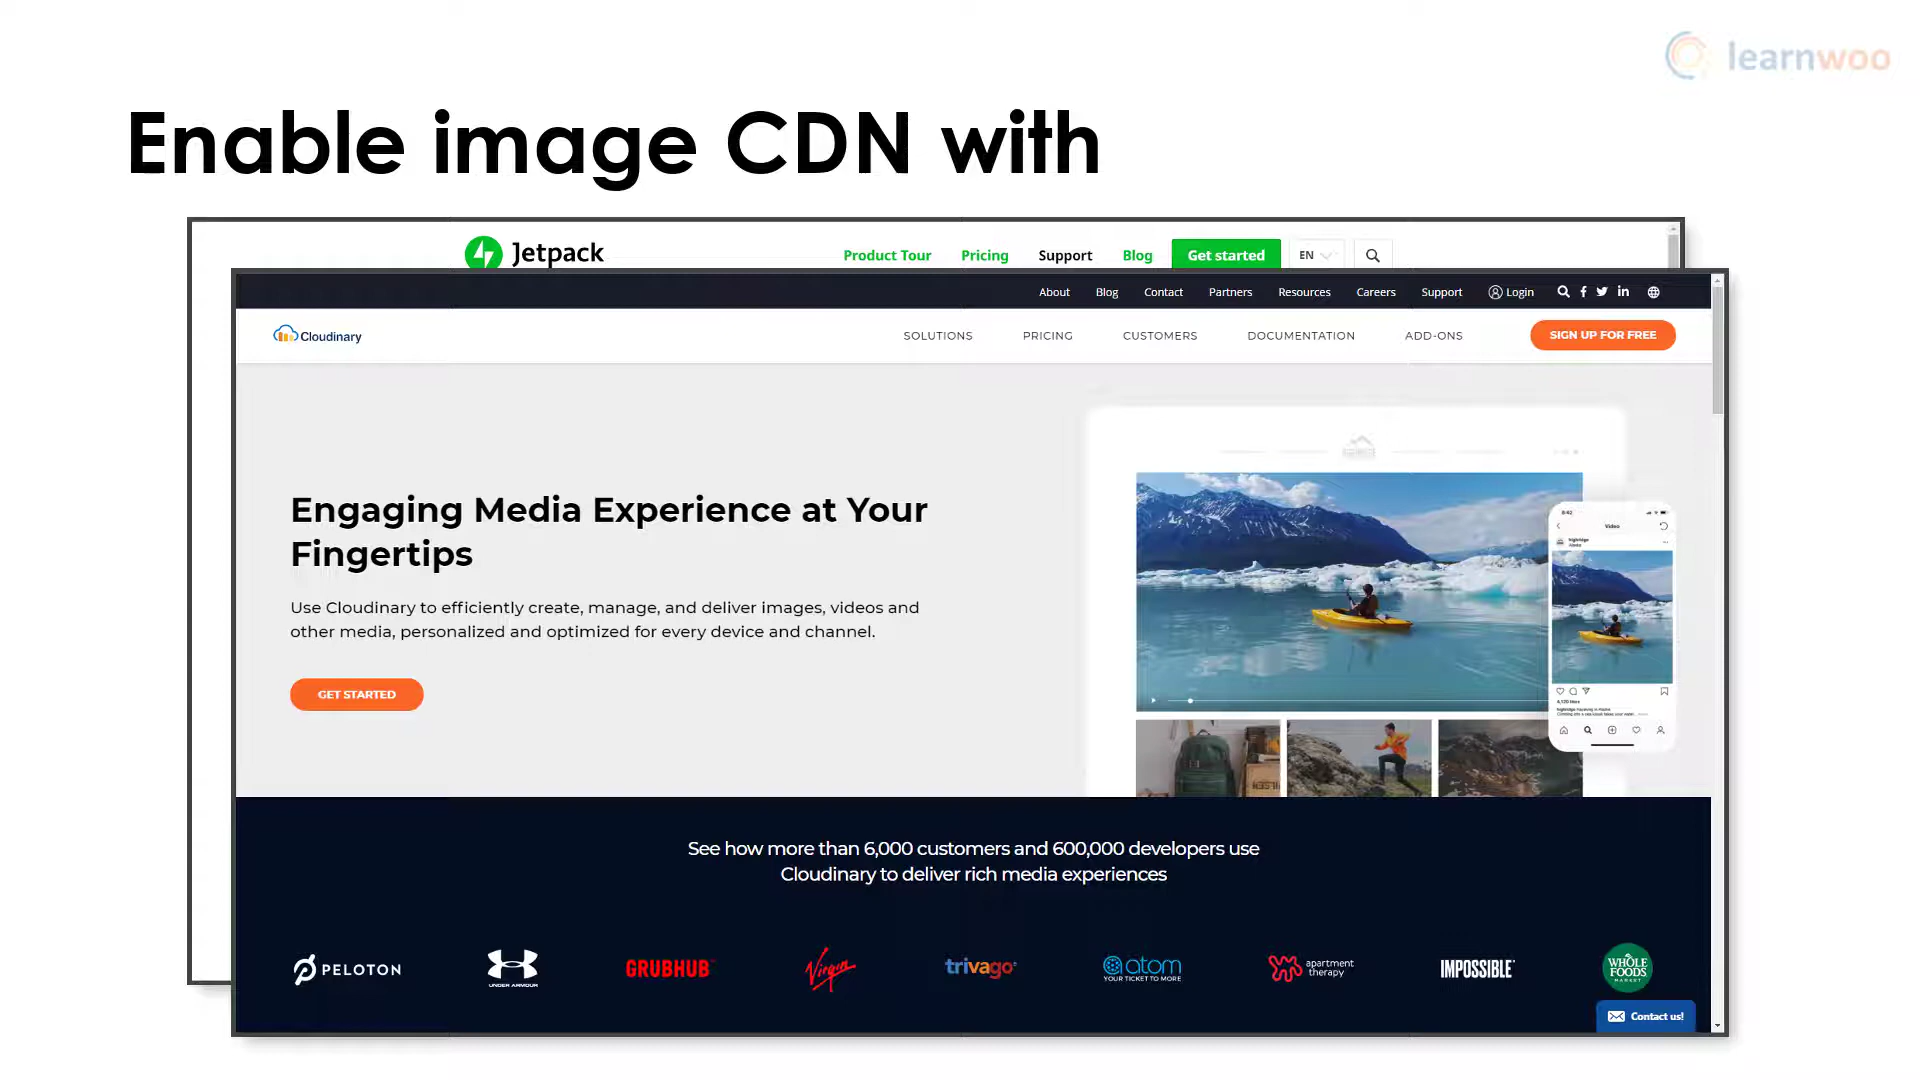 learnwoo
Enable image CDN with
Jetpack
Product Tour
Pricing
Support
Blog
Get started
EN
About
Blog
Contact
Partners
Resources
Careers
Support
Login
Cloudinary
SOLUTIONS
PRICING
CUSTOMERS
DOCUMENTATION
ADD-ONS
SIGN UP FOR FREE
Engaging Media Experience at Your
Fingertips
Use Cloudinary to efficiently create, manage, and deliver images, videos and
other media, personalized and optimized for every device and channel.
GET STARTED
Video
See how more than 6,000 customers and 600,000 developers use
Cloudinary to deliver rich media experiences
PELOTON
UNDER ARMOUR
GRUBHUB
Virgin
trivago
atom
YOUR TICKET TO MORE
apartment
therapy
IMPOSSIBLE
WHOLE
FOODS
MARKET
Contact us!